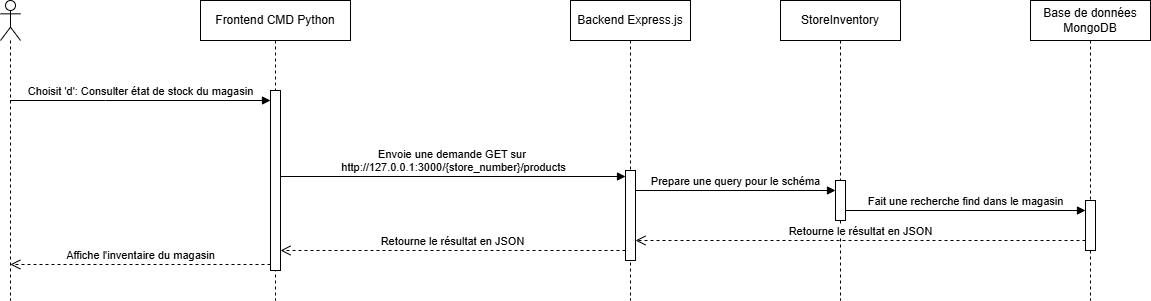 Frontend CMD Python
Backend Express.js
StoreInventory
Base de données
MongoDB
Choisit 'd': Consulter état de stock du magasin
Envoie une demande GET sur
http://127.0.0.1:3000/{store_number}/products
Prepare une query pour le schéma
Fait une recherche find dans le magasin
Retourne le résultat en JSON
Retourne le résultat en JSON
Affiche l'inventaire du magasin